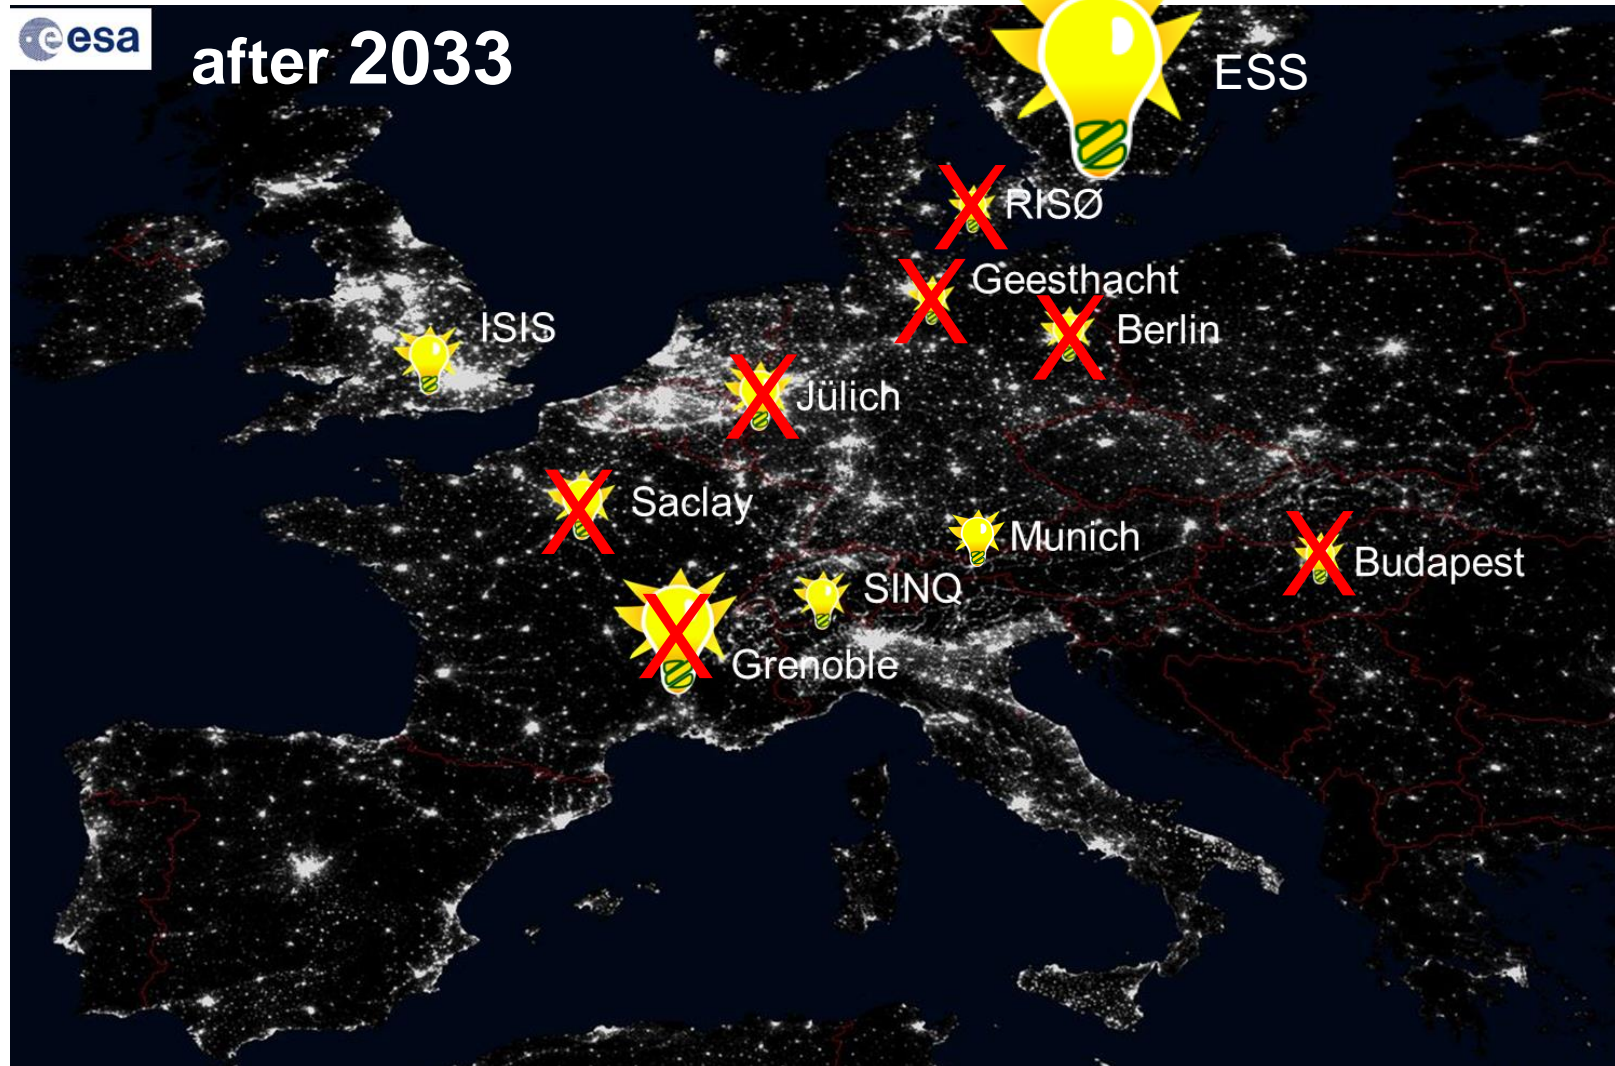 esa
after 2033
ESS
RISØ
Geesthacht
ISIS
Berlin
Jülich
Saclay
Munich
Budapest
SINQ
Grenoble